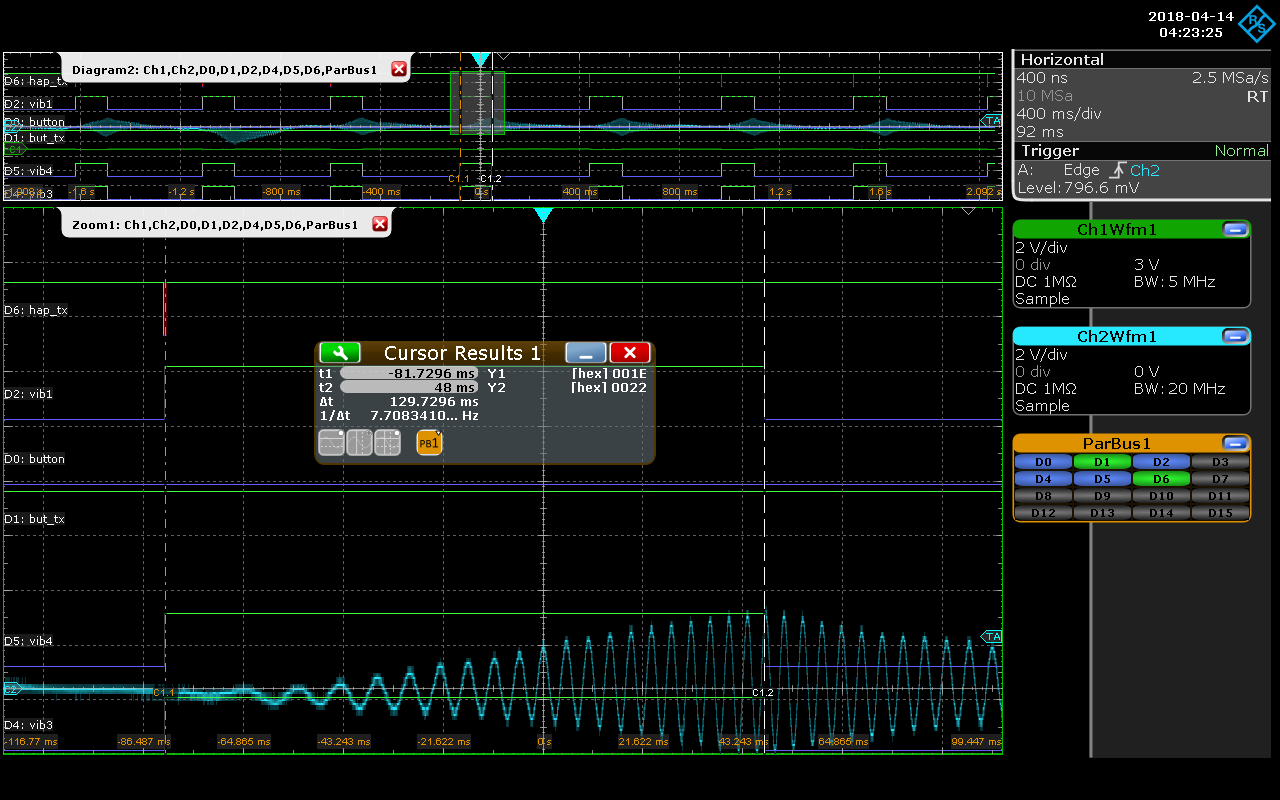 2018-04-14
04:23:25
Diagram2: Ch1,Ch2,D0,D1,D2,D4,D5,D6,ParBus1
D6: hap_tx
D2: vib1
D0: button
D1: but_tx
D5: vib4
D4: vib3
C1.1 C1.2
-1.6 s -1.2 s -800 ms -400 ms 0 s 400 ms 800 ms 1.2 s 1.6 s 2.092 s
TA
Zoom1: Ch1,Ch2,D0,D1,D2,D4,D5,D6,ParBus1
D6: hap_tx
D2: vib1
D0: button
D1: but_tx
D5: vib4
TA
C2
C1.1 C1.2
D4: vib3
-116.77 ms -86.487 ms -64.865 ms -43.243 ms -21.622 ms 0 s 21.622 ms 43.243 ms 64.865 ms 99.447 ms
Cursor Results 1
t1 -81.7296 ms Y1 [hex] 001E
t2 48 ms Y2 [hex] 0022
Δt 129.7296 ms
1/Δt 7.7083410... Hz
PB1
R&S
Horizontal
400 ns 2.5 MSa/s
10 MSa RT
400 ms/div
92 ms
Trigger Normal
A: Edge Ch2
Level: 796.6 mV
Ch1Wfm1
2 V/div
0 div 3 V
DC 1MΩ BW: 5 MHz
Sample
Ch2Wfm1
2 V/div
0 div 0 V
DC 1MΩ BW: 20 MHz
Sample
ParBus1
D0 D1 D2 D3
D4 D5 D6 D7
D8 D9 D10 D11
D12 D13 D14 D15